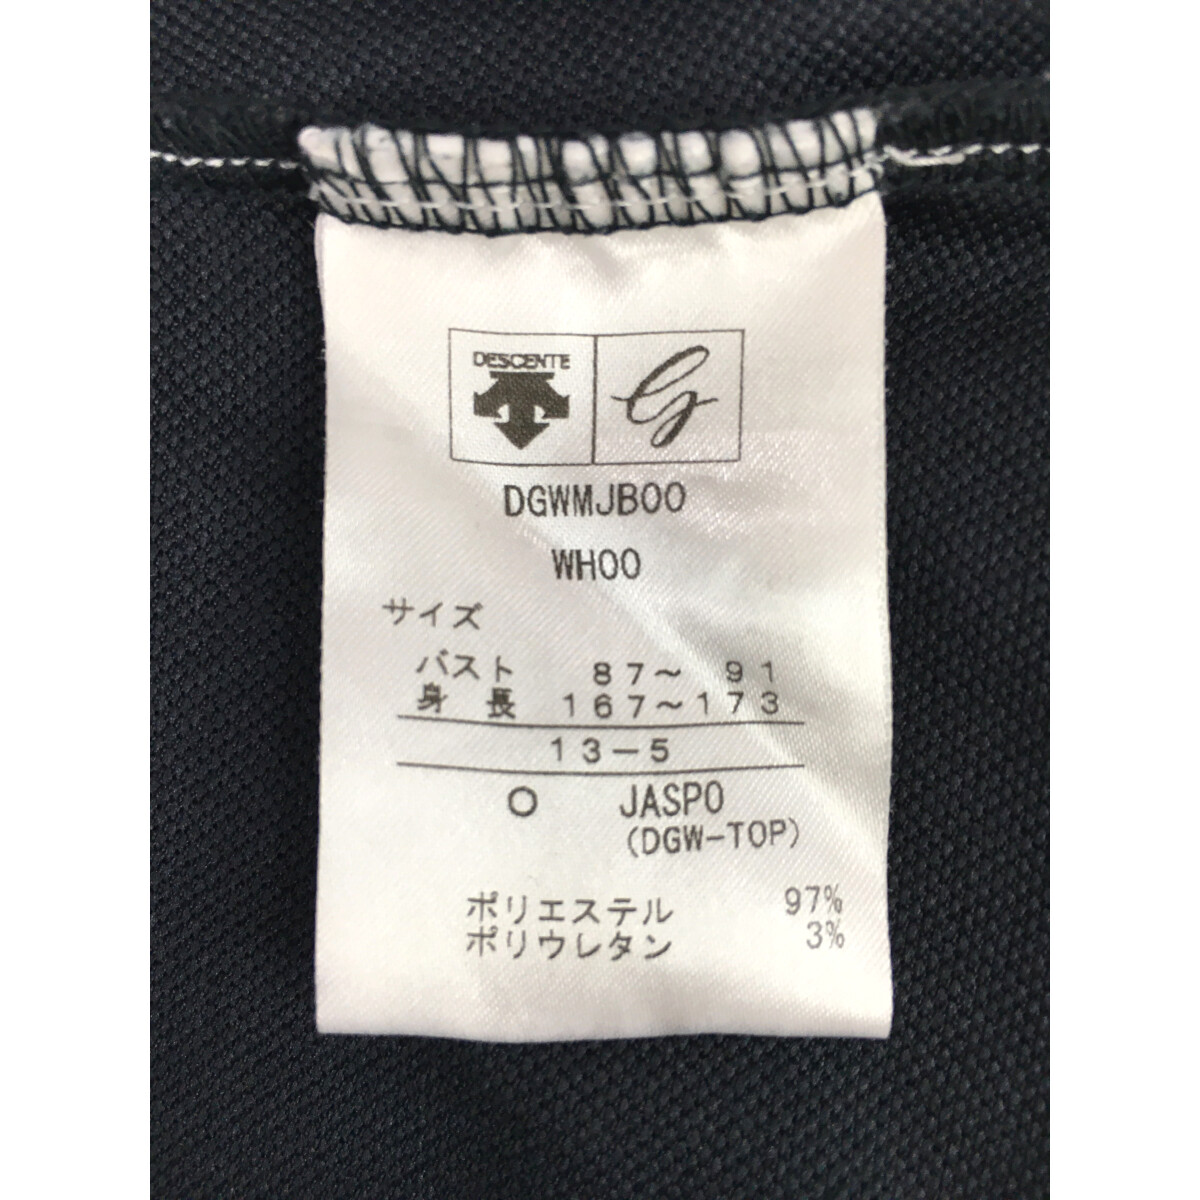 DESCENTE G
DGWMJB00
WH00
サイズ
バスト 87～ 91
身長 167～173
13-5
O JASPO
(DGW-TOP)
ポリエステル 97%
ポリウレタン 3%